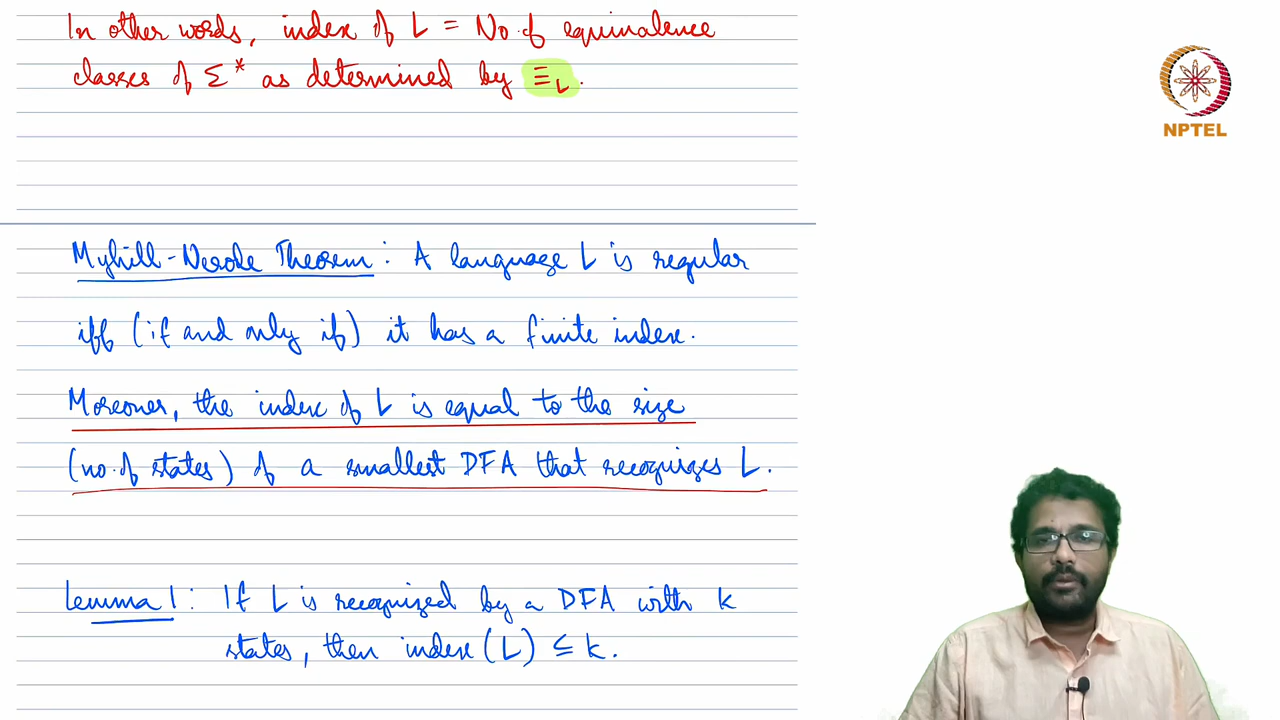 In other words, index of L = No. of equivalence
classes of Σ* as determined by ≡L.
NPTEL
Myhill-Nerode Theorem: A language L is regular
iff (if and only if) it has a finite index.
Moreover, the index of L is equal to the size
(no. of states) of a smallest DFA that recognizes L.
Lemma 1: If L is recognized by a DFA with k
states, then index (L) ≤ k.